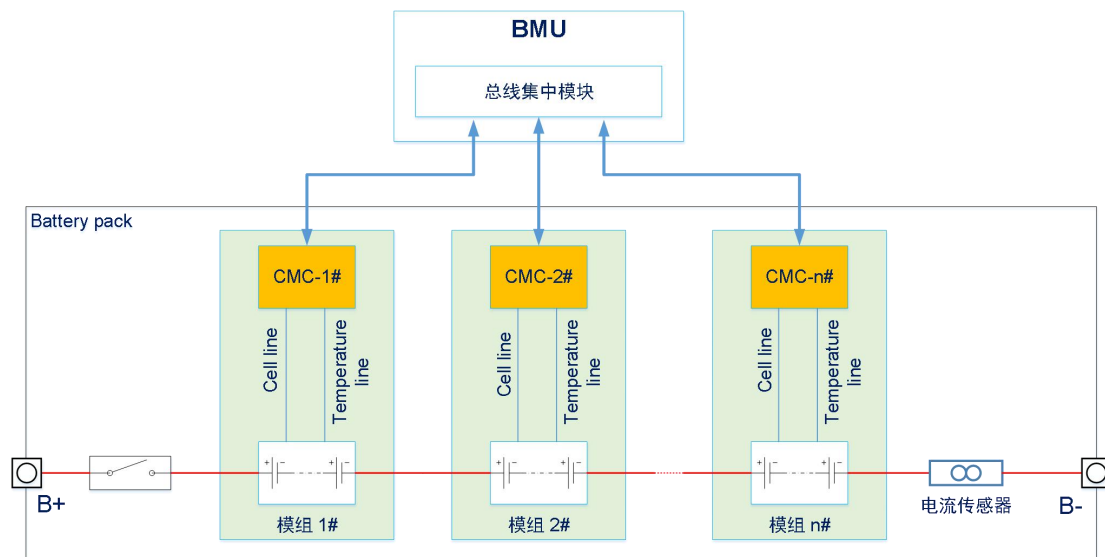 BMU
总线集中模块
Battery pack
CMC-1#
CMC-2#
CMC-n#
Cell line
Temperature
line
Cell line
Temperature
line
Cell line
Temperature
line
+ - + -
+ - + -
+ - + -
B+
模组 1#
模组 2#
模组 n#
电流传感器
B-